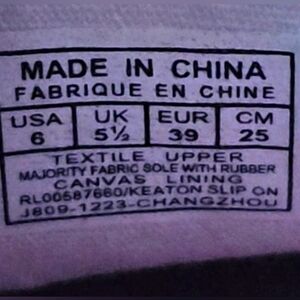 MADE IN CHINA
FABRIQUE EN CHINE
USA UK EUR CM
6 5½ 39 25
TEXTILE UPPER
MAJORITY FABRIC SOLE WITH RUBBER
CANVAS LINING
RL00587660/KEATON SLIP ON
J809-1223-CHANGZHOU